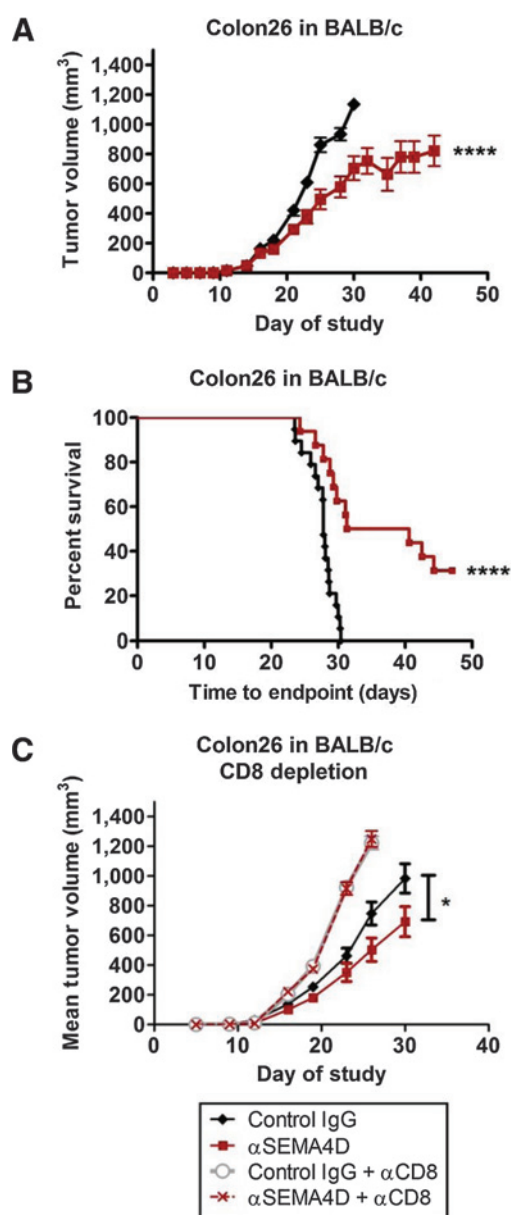 A
Colon26 in BALB/c
Tumor volume (mm³)
1,400
1,200
1,000
800
600
400
200
0
0 10 20 30 40 50
Day of study
****
B
Colon26 in BALB/c
Percent survival
100
80
60
40
20
0
0 10 20 30 40 50
Time to endpoint (days)
****
C
Colon26 in BALB/c
CD8 depletion
Mean tumor volume (mm³)
1,400
1,200
1,000
800
600
400
200
0
0 10 20 30 40
Day of study
*
Control IgG
αSEMA4D
Control IgG + αCD8
αSEMA4D + αCD8